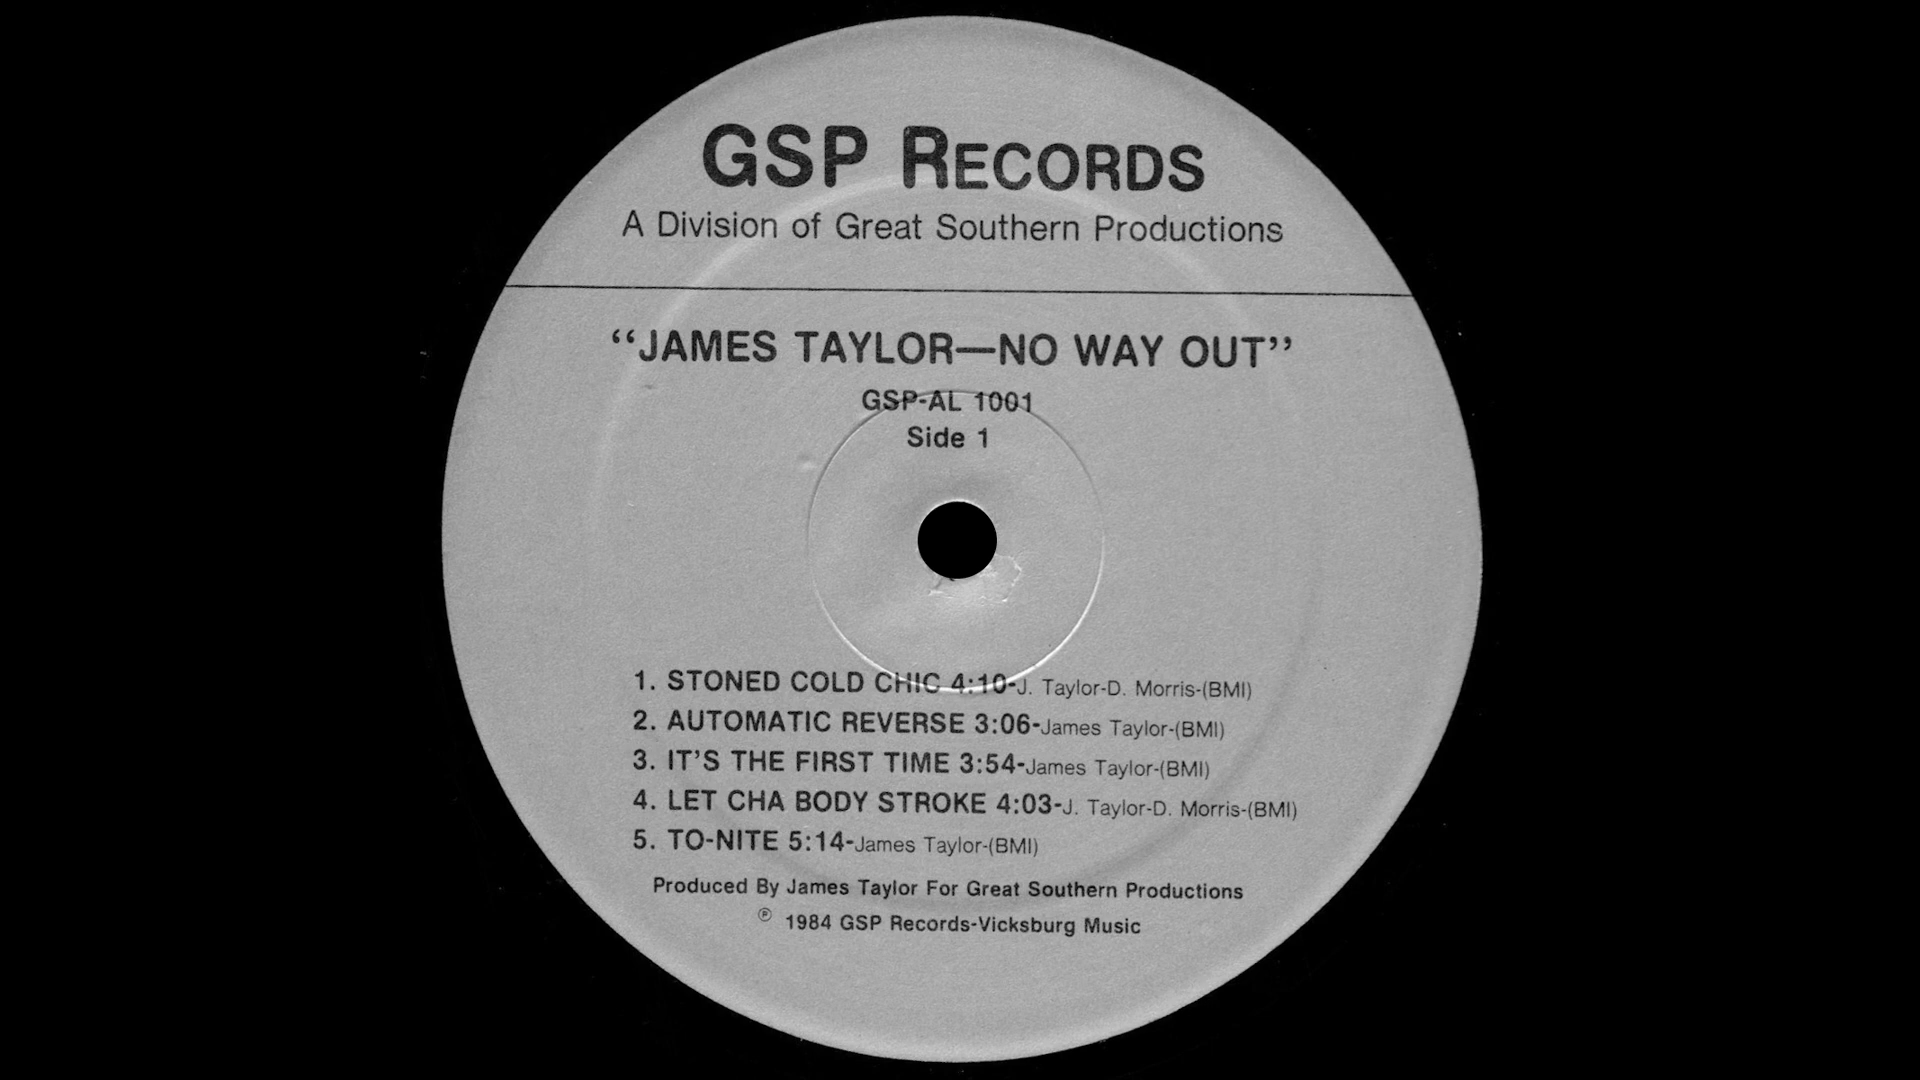 GSP RECORDS
A Division of Great Southern Productions
“JAMES TAYLOR—NO WAY OUT”
GSP-AL 1001
Side 1
1. STONED COLD CHIC 4:10-J. Taylor-D. Morris-(BMI)
2. AUTOMATIC REVERSE 3:06-James Taylor-(BMI)
3. IT’S THE FIRST TIME 3:54-James Taylor-(BMI)
4. LET CHA BODY STROKE 4:03-J. Taylor-D. Morris-(BMI)
5. TO-NITE 5:14-James Taylor-(BMI)
Produced By James Taylor For Great Southern Productions
℗ 1984 GSP Records-Vicksburg Music